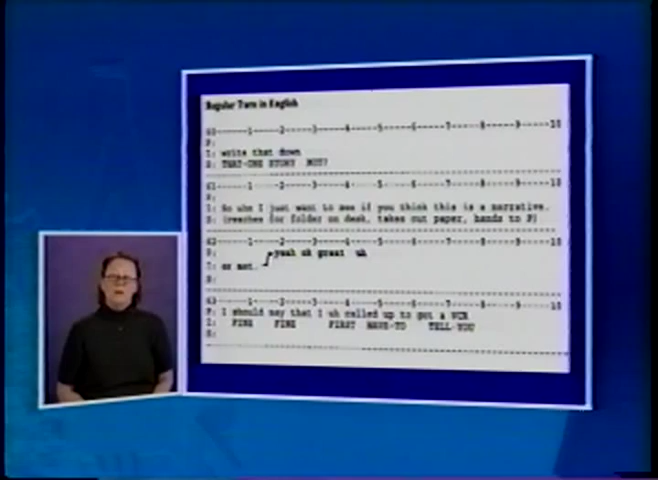 Regular Turn in English
60------1------2------3------4------5------6------7------8------9------10
P:
I: write that down
S: THAT-ONE STORY NOT?
61------1------2------3------4------5------6------7------8------9------10
P:
I: So uhm I just want to see if you think this is a narrative.
S: (reaches for folder on desk, takes out paper, hands to P)
62------1------2------3------4------5------6------7------8------9------10
P: yeah uh great uh
I: or not.
S:
63------1------2------3------4------5------6------7------8------9------10
P: I should say that I uh called up to get a VCR
I: FINE FINE FIRST HAVE-TO TELL-YOU
S: